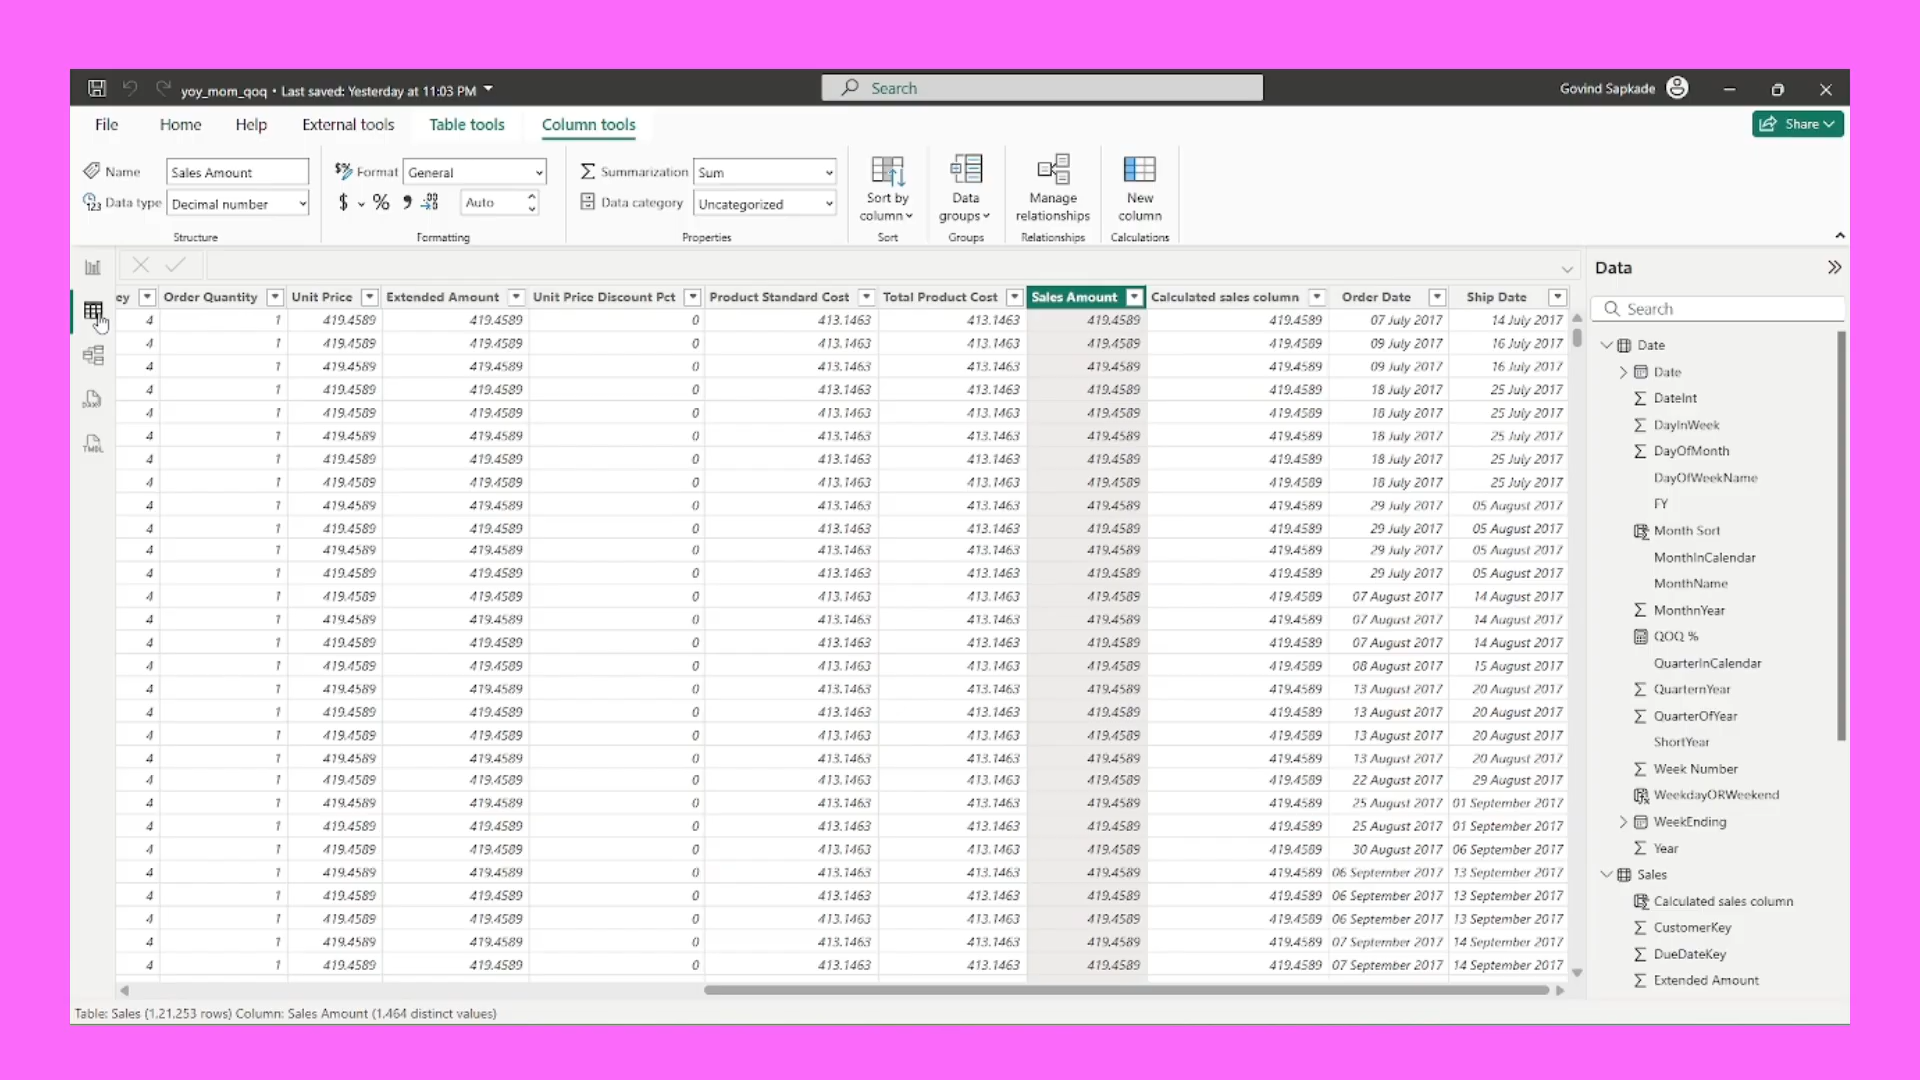 yoy_mom_qoq • Last saved: Yesterday at 11:03 PM
Search
Govind Sapkade
File Home Help External tools Table tools Column tools
Share
Name Sales Amount
Data type Decimal number
Structure
Format General
$ % 9 Auto
Formatting
Summarization Sum
Data category Uncategorized
Properties
Sort by
column
Sort
Data
groups
Groups
Manage
relationships
Relationships
New
column
Calculations
ey Order Quantity Unit Price Extended Amount Unit Price Discount Pct Product Standard Cost Total Product Cost Sales Amount Calculated sales column Order Date Ship Date
4 1 419.4589 419.4589 0 413.1463 413.1463 419.4589 419.4589 07 July 2017 14 July 2017
4 1 419.4589 419.4589 0 413.1463 413.1463 419.4589 419.4589 09 July 2017 16 July 2017
4 1 419.4589 419.4589 0 413.1463 413.1463 419.4589 419.4589 09 July 2017 16 July 2017
4 1 419.4589 419.4589 0 413.1463 413.1463 419.4589 419.4589 18 July 2017 25 July 2017
4 1 419.4589 419.4589 0 413.1463 413.1463 419.4589 419.4589 18 July 2017 25 July 2017
4 1 419.4589 419.4589 0 413.1463 413.1463 419.4589 419.4589 18 July 2017 25 July 2017
4 1 419.4589 419.4589 0 413.1463 413.1463 419.4589 419.4589 18 July 2017 25 July 2017
4 1 419.4589 419.4589 0 413.1463 413.1463 419.4589 419.4589 18 July 2017 25 July 2017
4 1 419.4589 419.4589 0 413.1463 413.1463 419.4589 419.4589 29 July 2017 05 August 2017
4 1 419.4589 419.4589 0 413.1463 413.1463 419.4589 419.4589 29 July 2017 05 August 2017
4 1 419.4589 419.4589 0 413.1463 413.1463 419.4589 419.4589 29 July 2017 05 August 2017
4 1 419.4589 419.4589 0 413.1463 413.1463 419.4589 419.4589 29 July 2017 05 August 2017
4 1 419.4589 419.4589 0 413.1463 413.1463 419.4589 419.4589 07 August 2017 14 August 2017
4 1 419.4589 419.4589 0 413.1463 413.1463 419.4589 419.4589 07 August 2017 14 August 2017
4 1 419.4589 419.4589 0 413.1463 413.1463 419.4589 419.4589 07 August 2017 14 August 2017
4 1 419.4589 419.4589 0 413.1463 413.1463 419.4589 419.4589 08 August 2017 15 August 2017
4 1 419.4589 419.4589 0 413.1463 413.1463 419.4589 419.4589 13 August 2017 20 August 2017
4 1 419.4589 419.4589 0 413.1463 413.1463 419.4589 419.4589 13 August 2017 20 August 2017
4 1 419.4589 419.4589 0 413.1463 413.1463 419.4589 419.4589 13 August 2017 20 August 2017
4 1 419.4589 419.4589 0 413.1463 413.1463 419.4589 419.4589 13 August 2017 20 August 2017
4 1 419.4589 419.4589 0 413.1463 413.1463 419.4589 419.4589 22 August 2017 29 August 2017
4 1 419.4589 419.4589 0 413.1463 413.1463 419.4589 419.4589 25 August 2017 01 September 2017
4 1 419.4589 419.4589 0 413.1463 413.1463 419.4589 419.4589 25 August 2017 01 September 2017
4 1 419.4589 419.4589 0 413.1463 413.1463 419.4589 419.4589 30 August 2017 06 September 2017
4 1 419.4589 419.4589 0 413.1463 413.1463 419.4589 419.4589 06 September 2017 13 September 2017
4 1 419.4589 419.4589 0 413.1463 413.1463 419.4589 419.4589 06 September 2017 13 September 2017
4 1 419.4589 419.4589 0 413.1463 413.1463 419.4589 419.4589 06 September 2017 13 September 2017
4 1 419.4589 419.4589 0 413.1463 413.1463 419.4589 419.4589 07 September 2017 14 September 2017
4 1 419.4589 419.4589 0 413.1463 413.1463 419.4589 419.4589 07 September 2017 14 September 2017
Data
Search
Date
Date
DateInt
DayInWeek
DayOfMonth
DayOfWeekName
FY
Month Sort
MonthInCalendar
MonthName
MonthnYear
QOQ %
QuarterInCalendar
QuarternYear
QuarterOfYear
ShortYear
Week Number
WeekdayORWeekend
WeekEnding
Year
Sales
Calculated sales column
CustomerKey
DueDateKey
Extended Amount
Table: Sales (1,21,253 rows) Column: Sales Amount (1,464 distinct values)